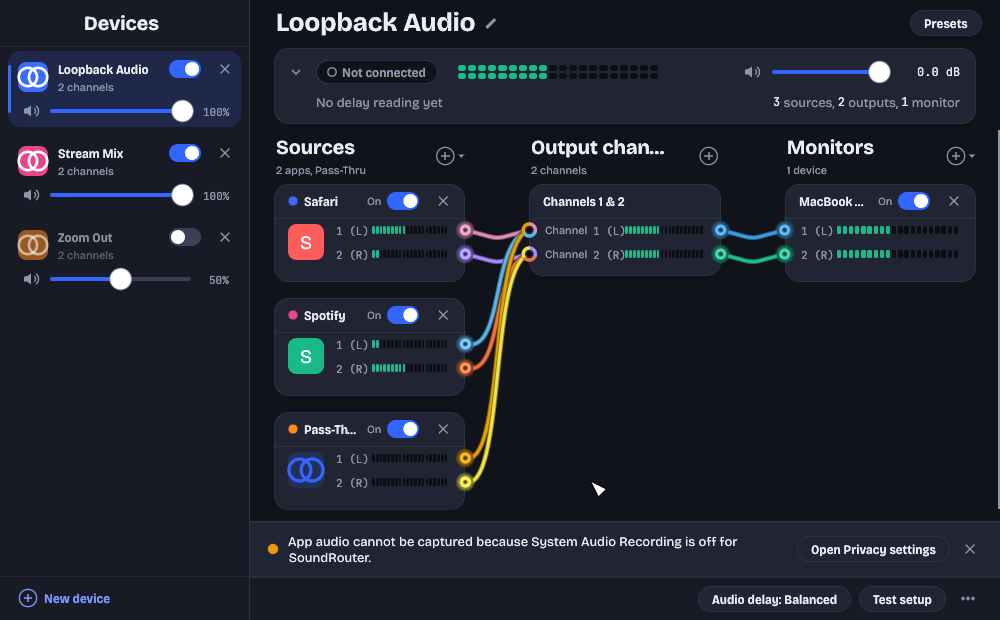 Devices
Loopback Audio
2 channels
100%
Stream Mix
2 channels
100%
Zoom Out
2 channels
50%
New device
Loopback Audio
Presets
Not connected
0.0 dB
No delay reading yet
3 sources, 2 outputs, 1 monitor
Sources
2 apps, Pass-Thru
Output chan...
2 channels
Monitors
1 device
Safari
On
S
1 (L)
2 (R)
Channels 1 & 2
Channel 1 (L)
Channel 2 (R)
MacBook ...
On
1 (L)
2 (R)
Spotify
On
S
1 (L)
2 (R)
Pass-Th...
On
1 (L)
2 (R)
App audio cannot be captured because System Audio Recording is off for
SoundRouter.
Open Privacy settings
Audio delay: Balanced
Test setup